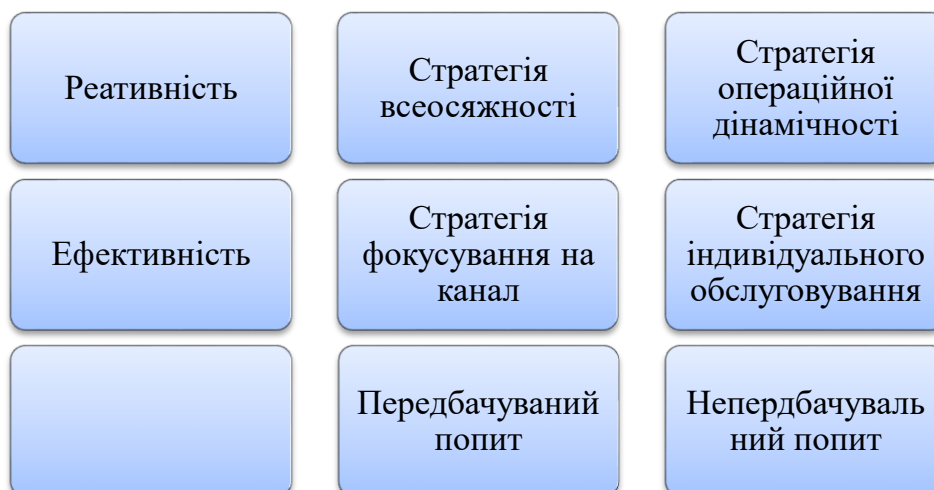 Реативність
Стратегія
всеосяжності
Стратегія
операційної
дінамічності
Ефективність
Стратегія
фокусування на
канал
Стратегія
індивідуального
обслуговування
Передбачуваний
попит
Непердбачуваль
ний попит